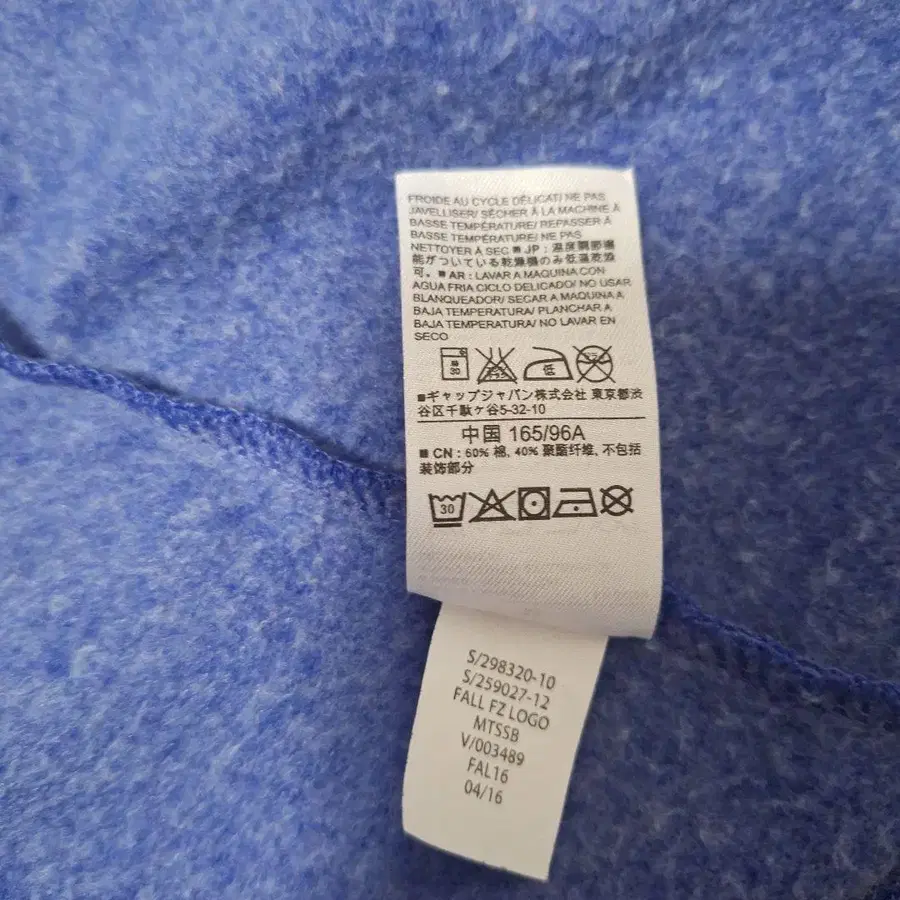 FROIDE AU CYCLE DÉLICAT/ NE PAS
JAVELLISER/ SÉCHER À LA MACHINE À
BASSE TEMPÉRATURE/ REPASSER À
BASSE TEMPÉRATURE/ NE PAS
NETTOYER À SEC ■ JP : 温度調節機
能がついている乾燥機のみ低温乾燥
可。■ AR : LAVAR A MAQUINA CON
AGUA FRIA CICLO DELICADO/ NO USAR
BLANQUEADOR/ SECAR A MAQUINA A
BAJA TEMPERATURA/ PLANCHAR A
BAJA TEMPERATURA/ NO LAVAR EN
SECO
30 低
■ギャップジャパン株式会社 東京都渋
谷区千駄ヶ谷5-32-10
中国 165/96A
■ CN : 60% 棉, 40% 聚酯纤维, 不包括
装饰部分
30
S/298320-10
S/259027-12
FALL FZ LOGO
MTSSB
V/003489
FAL16
04/16